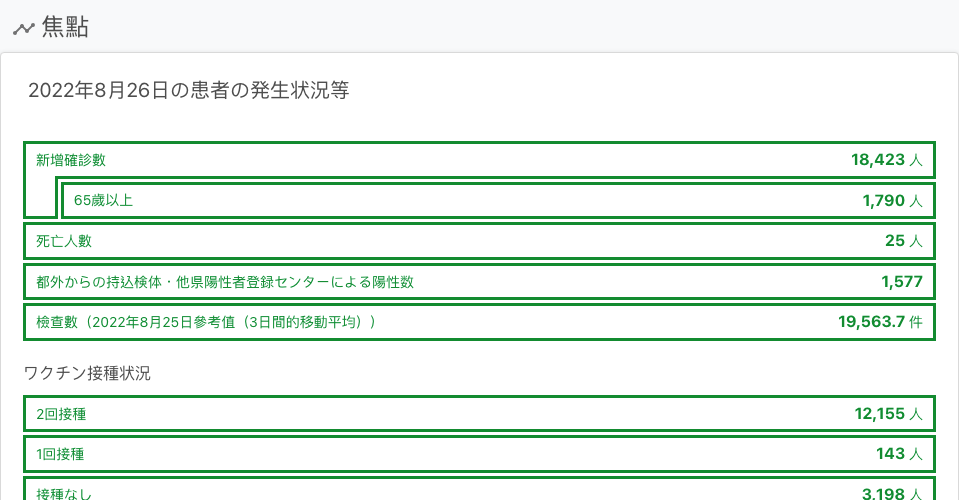 焦點
2022年8月26日の患者の発生状況等
新增確診數 18,423 人
65歲以上 1,790 人
死亡人數 25 人
都外からの持込検体・他県陽性者登録センターによる陽性数 1,577
檢查數（2022年8月25日參考值（3日間的移動平均）） 19,563.7 件
ワクチン接種状況
2回接種 12,155 人
1回接種 143 人
接種なし 3,198 人